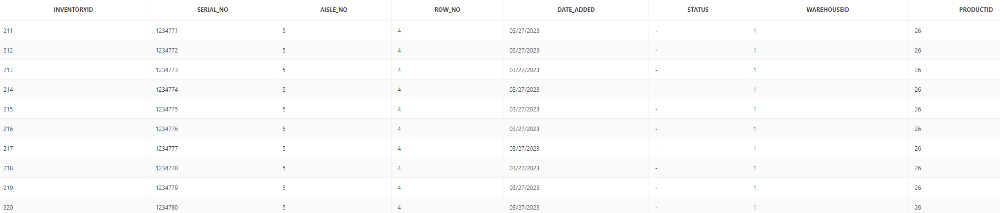 INVENTORYID SERIAL_NO AISLE_NO ROW_NO DATE_ADDED STATUS WAREHOUSEID PRODUCTID
211 1234771 5 4 03/27/2023 - 1 26
212 1234772 5 4 03/27/2023 - 1 26
213 1234773 5 4 03/27/2023 - 1 26
214 1234774 5 4 03/27/2023 - 1 26
215 1234775 5 4 03/27/2023 - 1 26
216 1234776 5 4 03/27/2023 - 1 26
217 1234777 5 4 03/27/2023 - 1 26
218 1234778 5 4 03/27/2023 - 1 26
219 1234779 5 4 03/27/2023 - 1 26
220 1234780 5 4 03/27/2023 - 1 26